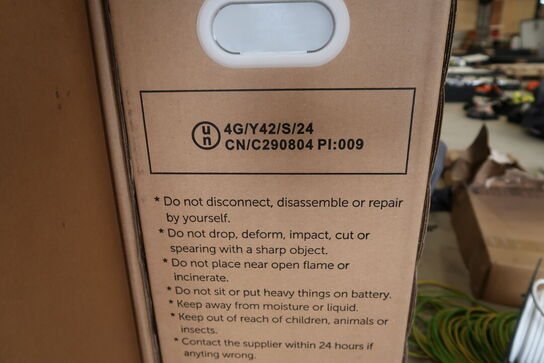 un 4G/Y42/S/24
CN/C290804 PI:009
* Do not disconnect, disassemble or repair
by yourself.
* Do not drop, deform, impact, cut or
spearing with a sharp object.
* Do not place near open flame or
incinerate.
* Do not sit or put heavy things on battery.
* Keep away from moisture or liquid.
* Keep out of reach of children, animals or
insects.
* Contact the supplier within 24 hours if
anyting wrong.